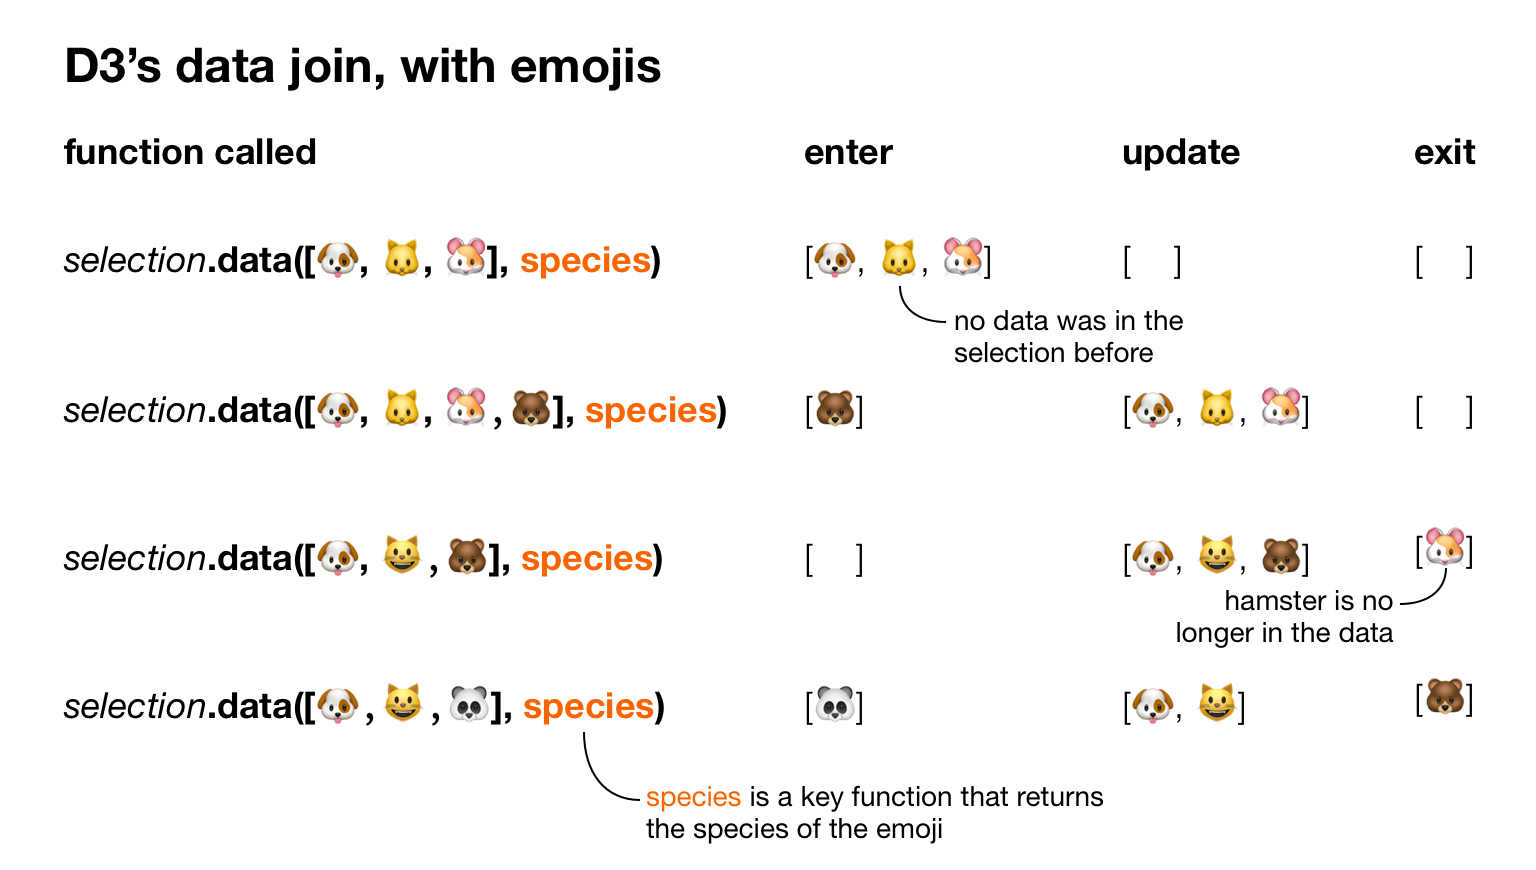 D3’s data join, with emojis
function called enter update exit
selection.data([🐶, 🐱, 🐹], species) [🐶, 🐱, 🐹] [ ] [ ]
no data was in the
selection before
selection.data([🐶, 🐱, 🐹 , 🐻], species) [🐻] [🐶, 🐱, 🐹] [ ]
selection.data([🐶, 😺 , 🐻], species) [ ] [🐶, 😺, 🐻] [🐹]
hamster is no
longer in the data
selection.data([🐶 , 😺 , 🐼], species) [🐼] [🐶, 😺] [🐻]
species is a key function that returns
the species of the emoji